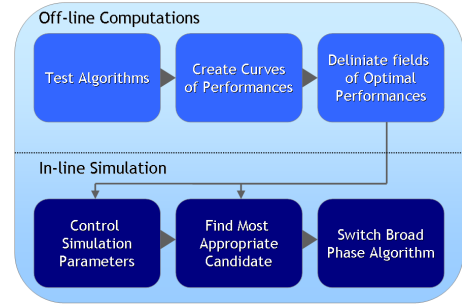 Off-line Computations
Test Algorithms
Create Curves
of Performances
Deliniate fields
of Optimal
Performances
In-line Simulation
Control
Simulation
Parameters
Find Most
Appropriate
Candidate
Switch Broad
Phase Algorithm